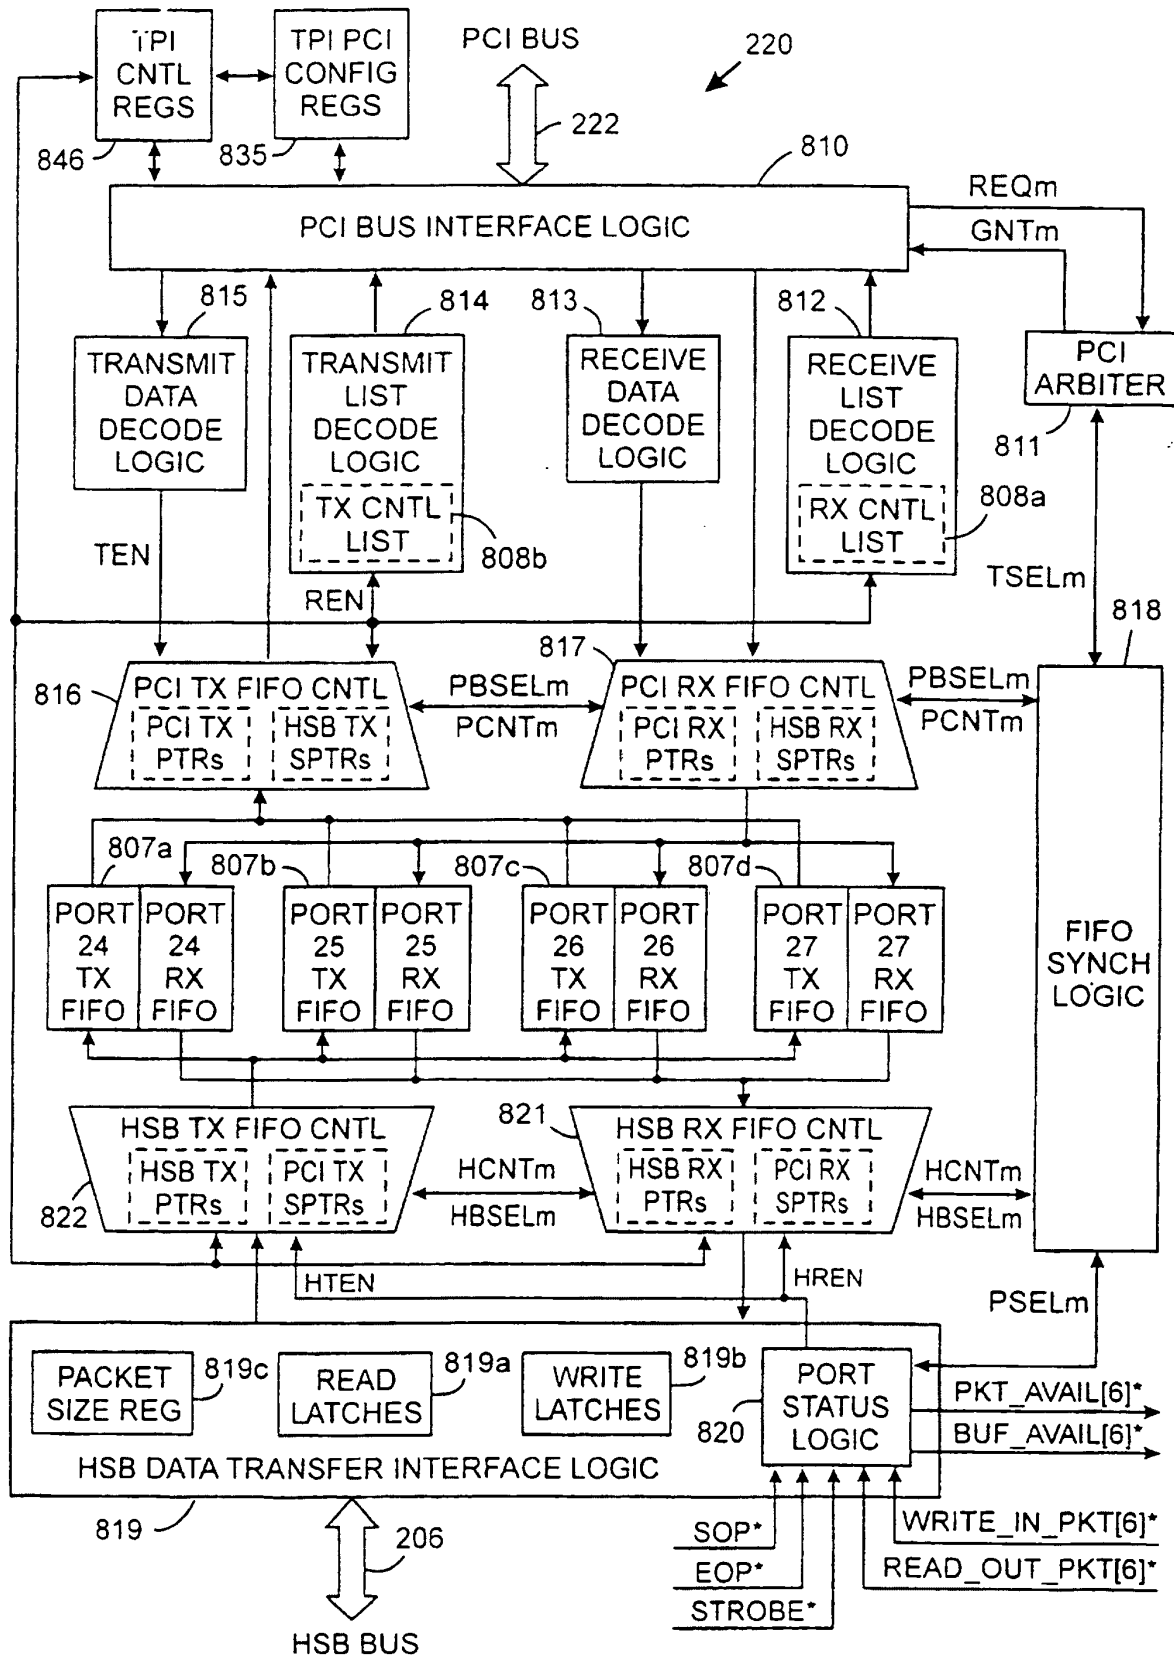 TPI
CNTL
REGS
TPI PCI
CONFIG
REGS
PCI BUS
220
846
835
222
810
PCI BUS INTERFACE LOGIC
REQm
GNTm
815
814
813
812
TRANSMIT
DATA
DECODE
LOGIC
TRANSMIT
LIST
DECODE
LOGIC
TX CNTL
LIST
RECEIVE
DATA
DECODE
LOGIC
RECEIVE
LIST
DECODE
LOGIC
RX CNTL
LIST
PCI
ARBITER
811
808a
808b
TEN
REN
TSELm
818
816
PCI TX FIFO CNTL
PCI TX
PTRs
HSB TX
SPTRs
PBSELm
PCNTm
817
PCI RX FIFO CNTL
PCI RX
PTRs
HSB RX
SPTRs
PBSELm
PCNTm
807a
807b
807c
807d
PORT
24
TX
FIFO
PORT
24
RX
FIFO
PORT
25
TX
FIFO
PORT
25
RX
FIFO
PORT
26
TX
FIFO
PORT
26
RX
FIFO
PORT
27
TX
FIFO
PORT
27
RX
FIFO
FIFO
SYNCH
LOGIC
HSB TX FIFO CNTL
HSB TX
PTRs
PCI TX
SPTRs
822
HCNTm
HBSELm
821
HSB RX FIFO CNTL
HSB RX
PTRs
PCI RX
SPTRs
HCNTm
HBSELm
HTEN
HREN
PSELm
PACKET
SIZE REG
819c
READ
LATCHES
819a
WRITE
LATCHES
819b
820
PORT
STATUS
LOGIC
PKT_AVAIL[6]*
BUF_AVAIL[6]*
HSB DATA TRANSFER INTERFACE LOGIC
819
206
HSB BUS
SOP*
EOP*
STROBE*
WRITE_IN_PKT[6]*
READ_OUT_PKT[6]*